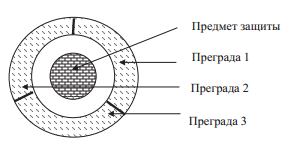 Предмет защиты
Преграда 1
Преграда 2
Преграда 3